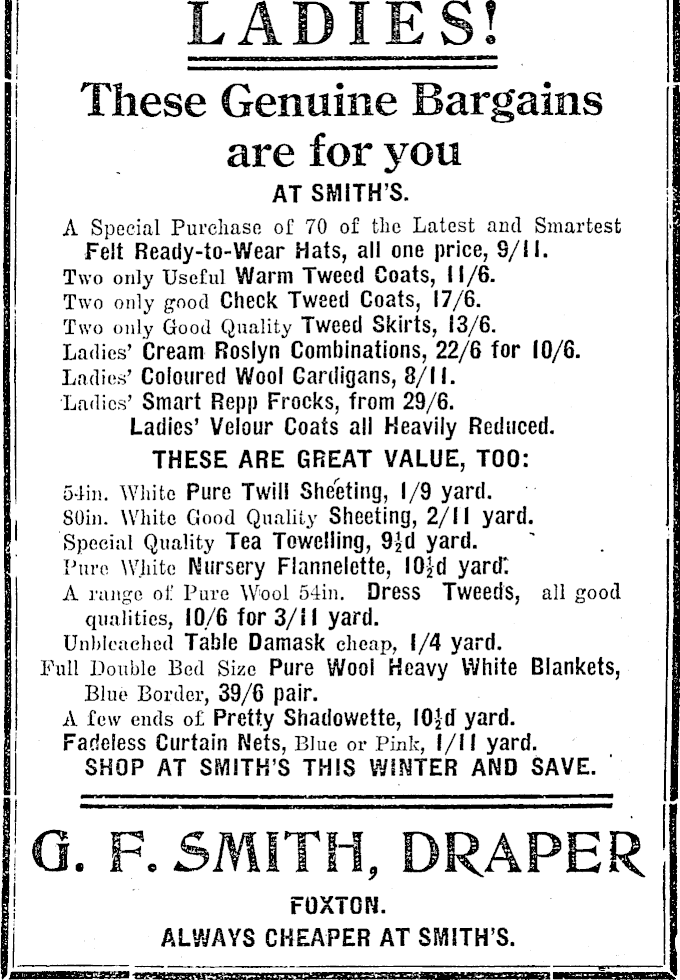 LADIES!
These Genuine Bargains
are for you
AT SMITH'S.
A Special Purchase of 70 of the Latest and Smartest
Felt Ready-to-Wear Hats, all one price, 9/11.
Two only Useful Warm Tweed Coats, 11/6.
Two only good Check Tweed Coats, 17/6.
Two only Good Quality Tweed Skirts, 13/6.
Ladies' Cream Roslyn Combinations, 22/6 for 10/6.
Ladies' Coloured Wool Cardigans, 8/11.
Ladies' Smart Repp Frocks, from 29/6.
Ladies' Velour Coats all Heavily Reduced.
THESE ARE GREAT VALUE, TOO:
54in. White Pure Twill Sheeting, 1/9 yard.
80in. White Good Quality Sheeting, 2/11 yard.
Special Quality Tea Towelling, 9½d yard.
Pure White Nursery Flannelette, 10½d yard.
A range of Pure Wool 54in. Dress Tweeds, all good
qualities, 10/6 for 3/11 yard.
Unbleached Table Damask cheap, 1/4 yard.
Full Double Bed Size Pure Wool Heavy White Blankets,
Blue Border, 39/6 pair.
A few ends of Pretty Shadowette, 10½d yard.
Fadeless Curtain Nets, Blue or Pink, 1/11 yard.
SHOP AT SMITH'S THIS WINTER AND SAVE.
G. F. SMITH, DRAPER
FOXTON.
ALWAYS CHEAPER AT SMITH'S.